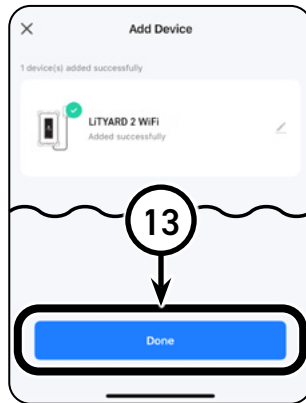 Add Device
1 device(s) added successfully
LiTYARD 2 WiFi
Added successfully
13
Done